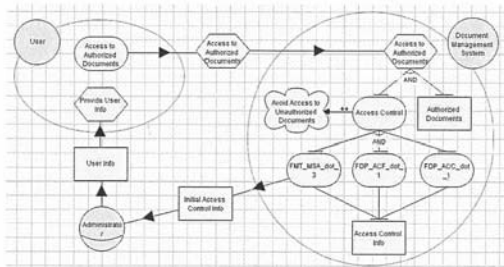 User
Access to
Authorized
Documents
Access to
Authorized
Documents
Access to
Authorized
Documents
Document
Management
System
AND
Provide User
Info
Avoid Access to
Unauthorized
Documents
**
Access Control
Authorized
Documents
AND
User Info
FMT_MSA_dot_
3
FDP_ACF_dot_
1
FDP_ACC_dot_
1
Initial Access
Control Info
Administrato
r
Access Control
Info